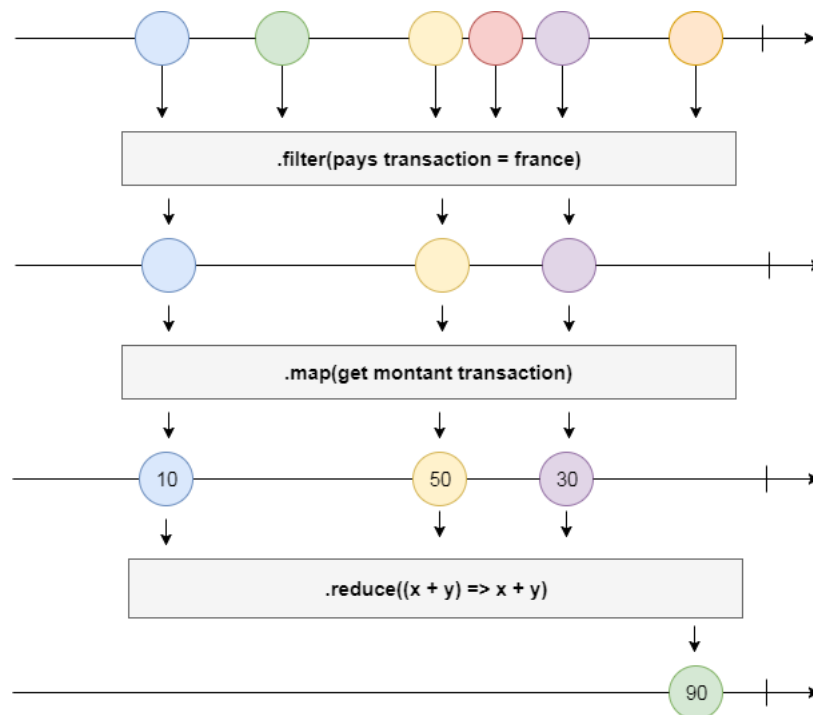 .filter(pays transaction = france)
.map(get montant transaction)
10 50 30
.reduce((x + y) => x + y)
90